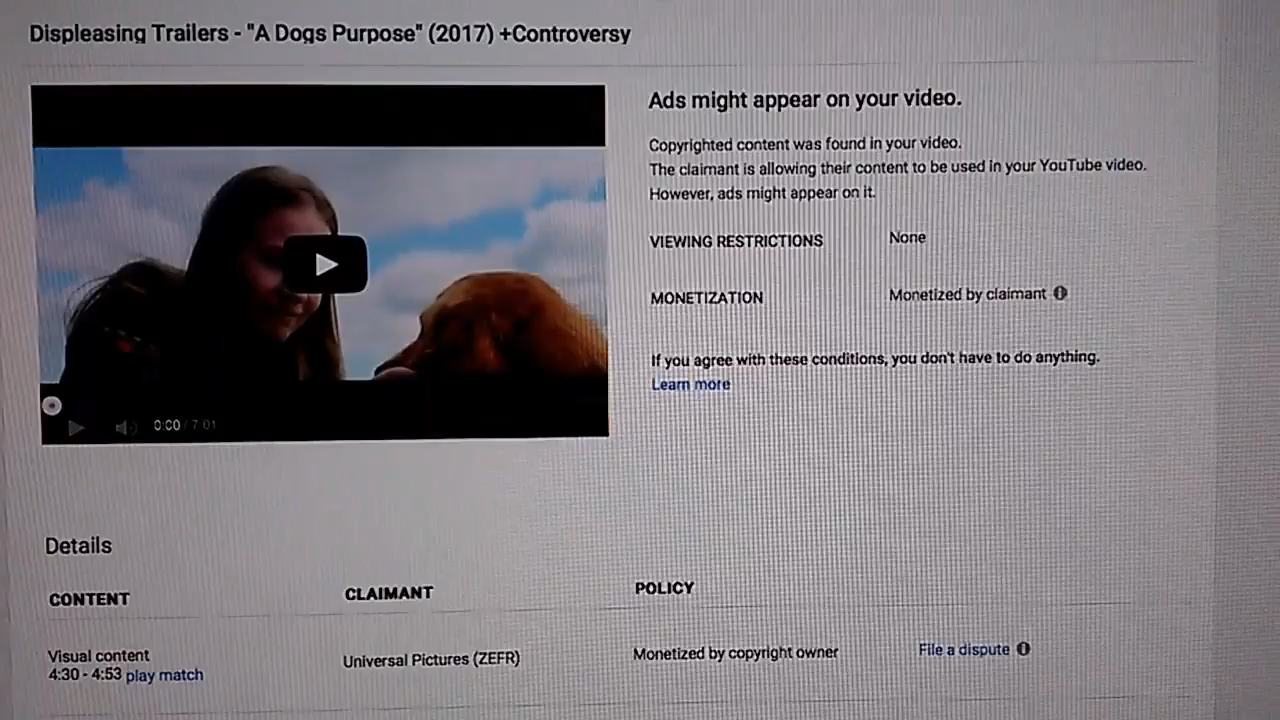 Displeasing Trailers - "A Dogs Purpose" (2017) +Controversy
Ads might appear on your video.
Copyrighted content was found in your video.
The claimant is allowing their content to be used in your YouTube video.
However, ads might appear on it.
VIEWING RESTRICTIONS None
MONETIZATION Monetized by claimant
If you agree with these conditions, you don't have to do anything.
Learn more
0:00 / 7:01
Details
CONTENT CLAIMANT POLICY
Visual content
4:30 - 4:53 play match
Universal Pictures (ZEFR)
Monetized by copyright owner
File a dispute